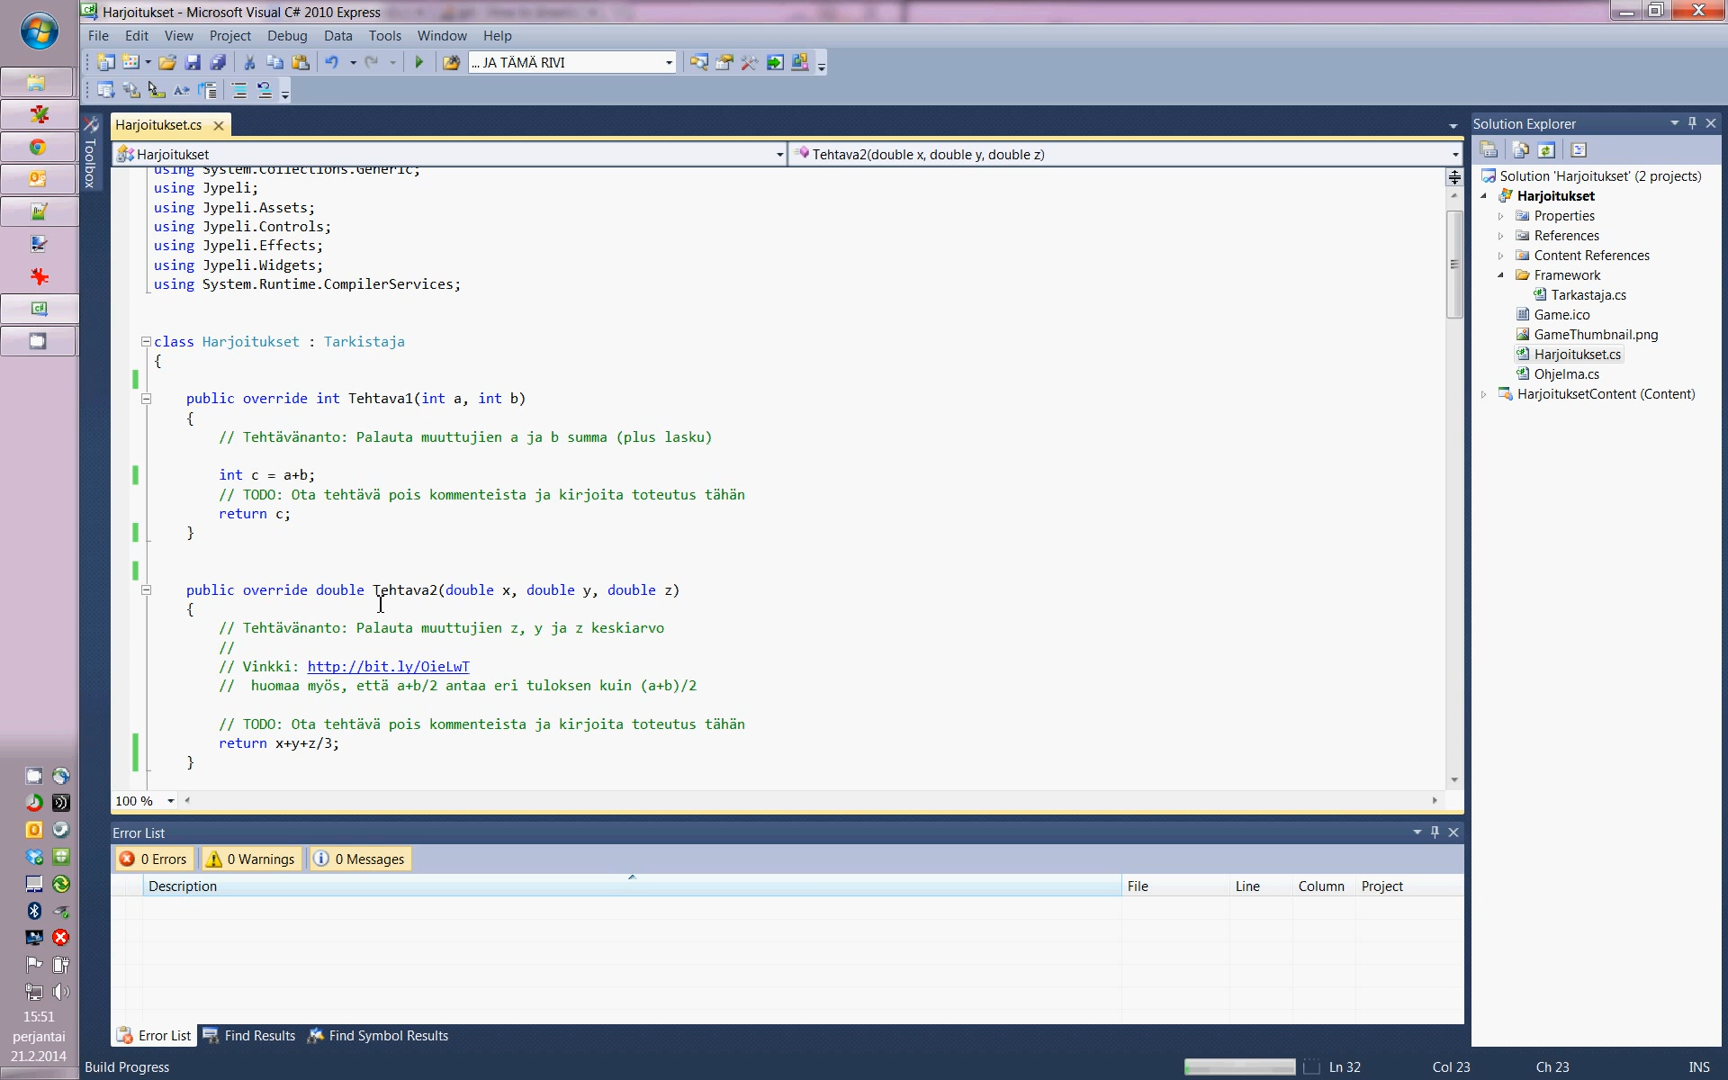 Harjoitukset - Microsoft Visual C# 2010 Express
File Edit View Project Debug Data Tools Window Help
... JA TÄMÄ RIVI
Toolbox
Harjoitukset.cs
Harjoitukset
Tehtava2(double x, double y, double z)
using System.Collections.Generic;
using Jypeli;
using Jypeli.Assets;
using Jypeli.Controls;
using Jypeli.Effects;
using Jypeli.Widgets;
using System.Runtime.CompilerServices;
class Harjoitukset : Tarkistaja
{
public override int Tehtava1(int a, int b)
{
// Tehtävänanto: Palauta muuttujien a ja b summa (plus lasku)
int c = a+b;
// TODO: Ota tehtävä pois kommenteista ja kirjoita toteutus tähän
return c;
}
public override double Tehtava2(double x, double y, double z)
{
// Tehtävänanto: Palauta muuttujien z, y ja z keskiarvo
//
// Vinkki: http://bit.ly/OieLwT
// huomaa myös, että a+b/2 antaa eri tuloksen kuin (a+b)/2
// TODO: Ota tehtävä pois kommenteista ja kirjoita toteutus tähän
return x+y+z/3;
}
100 %
Error List
0 Errors 0 Warnings 0 Messages
Description File Line Column Project
Error List Find Results Find Symbol Results
Build Progress Ln 32 Col 23 Ch 23 INS
Solution Explorer
Solution 'Harjoitukset' (2 projects)
Harjoitukset
Properties
References
Content References
Framework
Tarkastaja.cs
Game.ico
GameThumbnail.png
Harjoitukset.cs
Ohjelma.cs
HarjoituksetContent (Content)
15:51
perjantai
21.2.2014